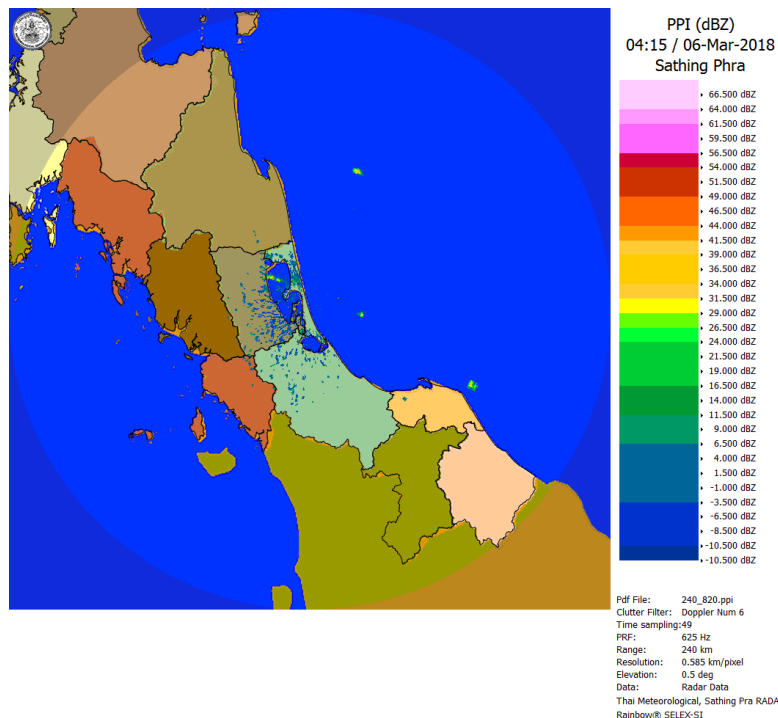 PPI (dBZ)
04:15 / 06-Mar-2018
Sathing Phra
66.500 dBZ
64.000 dBZ
61.500 dBZ
59.500 dBZ
56.500 dBZ
54.000 dBZ
51.500 dBZ
49.000 dBZ
46.500 dBZ
44.000 dBZ
41.500 dBZ
39.000 dBZ
36.500 dBZ
34.000 dBZ
31.500 dBZ
29.000 dBZ
26.500 dBZ
24.000 dBZ
21.500 dBZ
19.000 dBZ
16.500 dBZ
14.000 dBZ
11.500 dBZ
9.000 dBZ
6.500 dBZ
4.000 dBZ
1.500 dBZ
-1.000 dBZ
-3.500 dBZ
-6.500 dBZ
-8.500 dBZ
-10.500 dBZ
-10.500 dBZ
Pdf File: 240_820.ppi
Clutter Filter: Doppler Num 6
Time sampling:49
PRF: 625 Hz
Range: 240 km
Resolution: 0.585 km/pixel
Elevation: 0.5 deg
Data: Radar Data
Thai Meteorological, Sathing Pra RADA
Rainbow® SELEX-SI